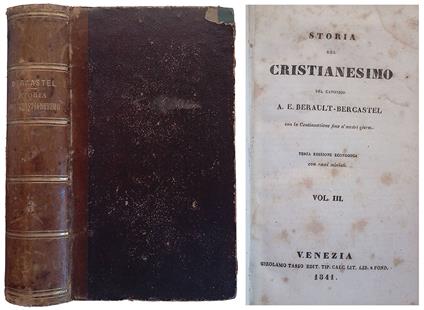 BERCASTEL
STORIA
CRISTIANESIMO
3
STORIA
DEL
CRISTIANESIMO
DEL CANONICO
A. E. BERAULT-BERCASTEL
con la Continuazione fino a' nostri giorni.
TERZA EDIZIONE ECONOMICA
con rami
VOL. III.
VENEZIA
GIROLAMO TASSO EDIT. TIP. CALC. LIT. LIB. E FOND.
1841.